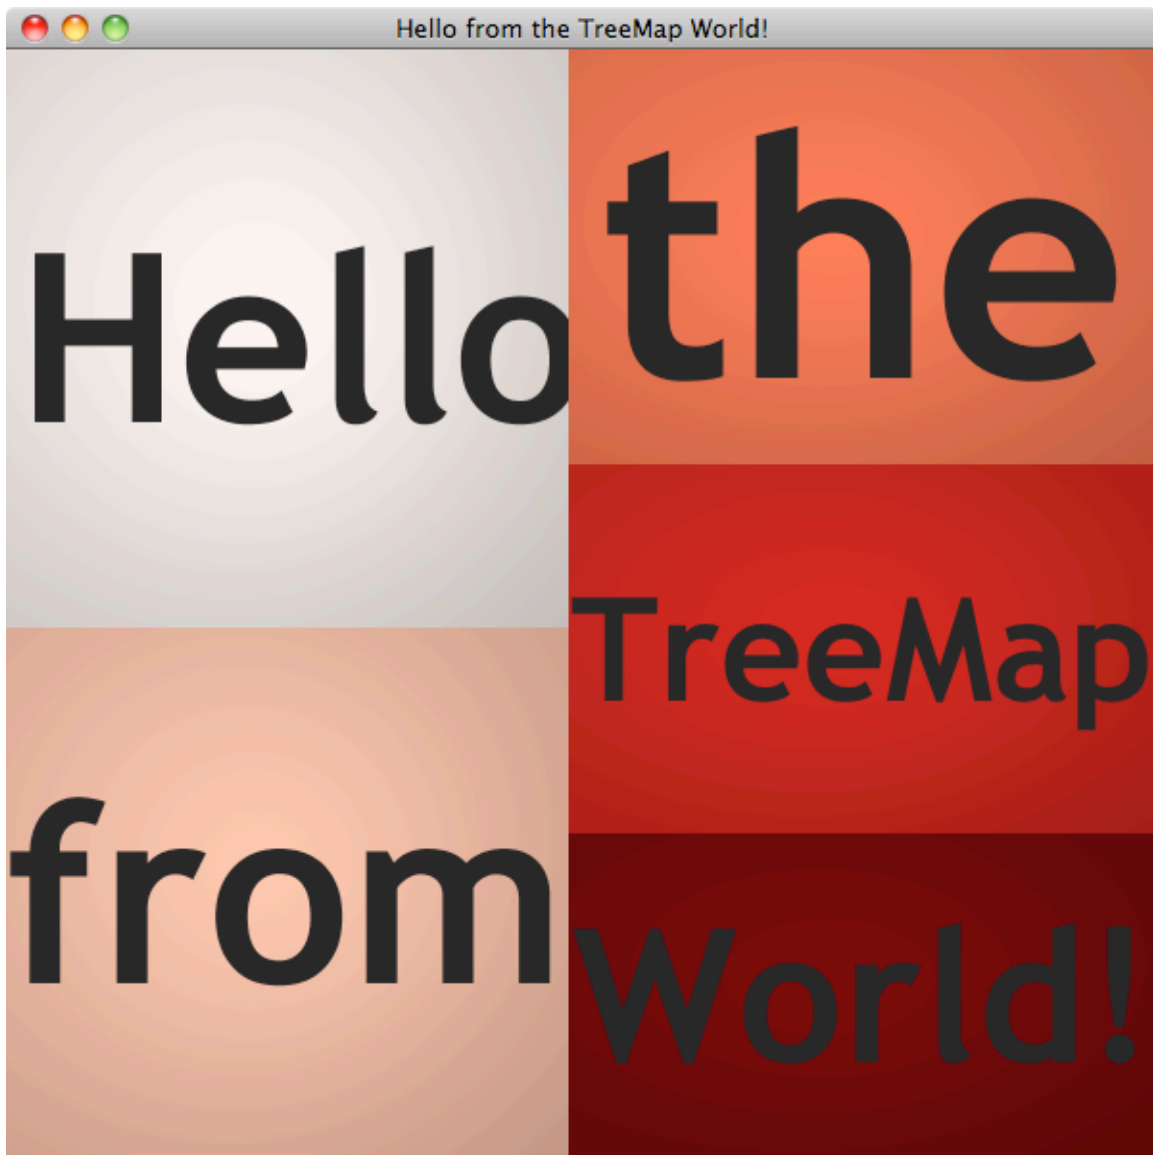 Hello from the TreeMap World!
Hello
from
the
TreeMap
World!